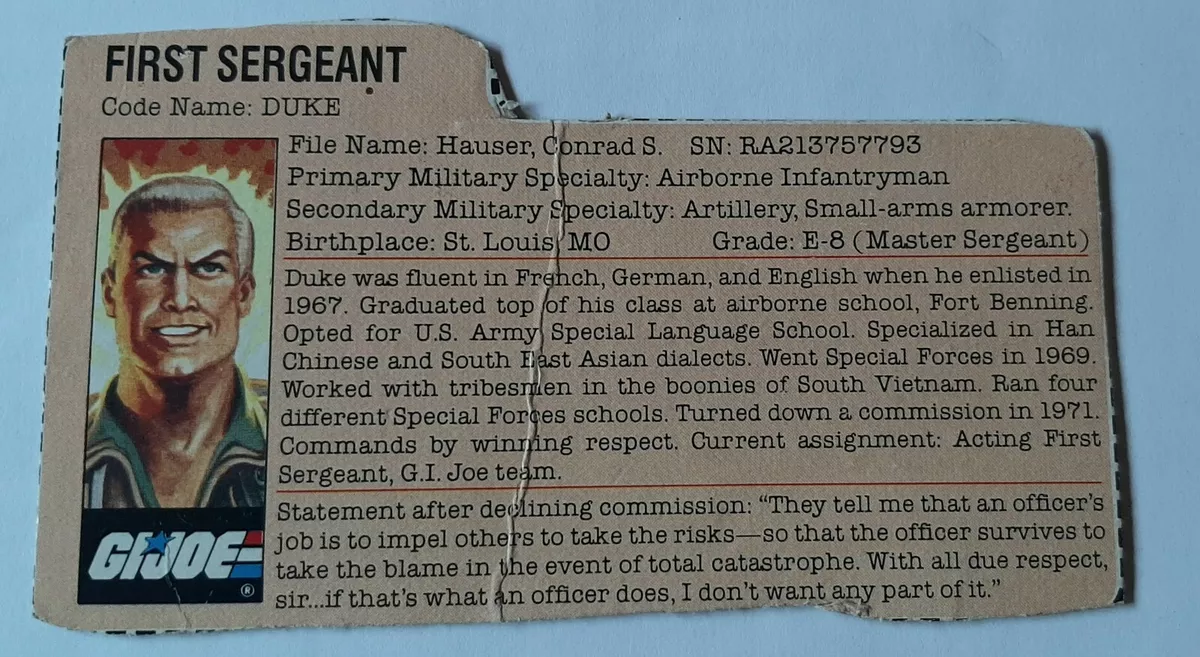 FIRST SERGEANT
Code Name: DUKE
File Name: Hauser, Conrad S. SN: RA213757793
Primary Military Specialty: Airborne Infantryman
Secondary Military Specialty: Artillery, Small-arms armorer.
Birthplace: St. Louis, MO Grade: E-8 (Master Sergeant)
Duke was fluent in French, German, and English when he enlisted in
1967. Graduated top of his class at airborne school, Fort Benning.
Opted for U.S. Army Special Language School. Specialized in Han
Chinese and South East Asian dialects. Went Special Forces in 1969.
Worked with tribesmen in the boonies of South Vietnam. Ran four
different Special Forces schools. Turned down a commission in 1971.
Commands by winning respect. Current assignment: Acting First
Sergeant, G.I. Joe team.
Statement after declining commission: “They tell me that an officer’s
job is to impel others to take the risks—so that the officer survives to
take the blame in the event of total catastrophe. With all due respect,
sir...if that’s what an officer does, I don’t want any part of it.”
GI JOE ®